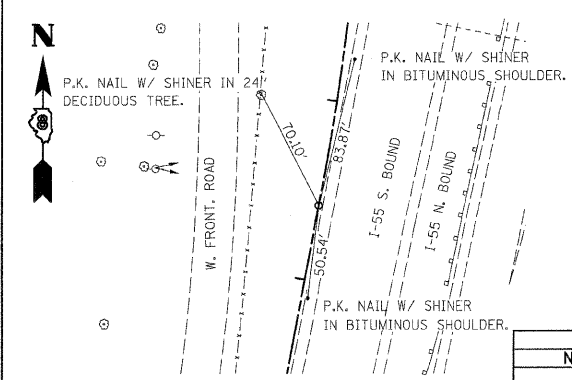 N
P.K. NAIL W/ SHINER
IN BITUMINOUS SHOULDER.
P.K. NAIL W/ SHINER IN 24"
DECIDUOUS TREE.
70.10'
83.87'
W. FRONT. ROAD
I-55 S. BOUND
I-55 N. BOUND
50.54'
P.K. NAIL W/ SHINER
IN BITUMINOUS SHOULDER.
N